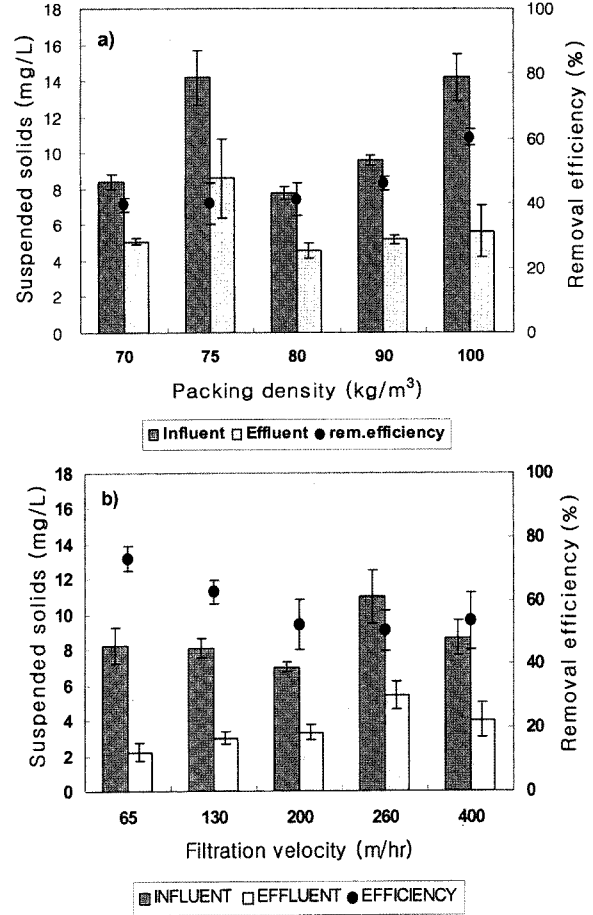 a)
Suspended solids (mg/L)
18
16
14
12
10
8
6
4
2
0
100
80
60
40
20
0
Removal efficiency (%)
70 75 80 90 100
Packing density (kg/m³)
Influent Effluent rem.efficiency
b)
Suspended solids (mg/L)
18
16
14
12
10
8
6
4
2
0
100
80
60
40
20
0
Removal efficiency (%)
65 130 200 260 400
Filtration velocity (m/hr)
INFLUENT EFFLUENT EFFICIENCY